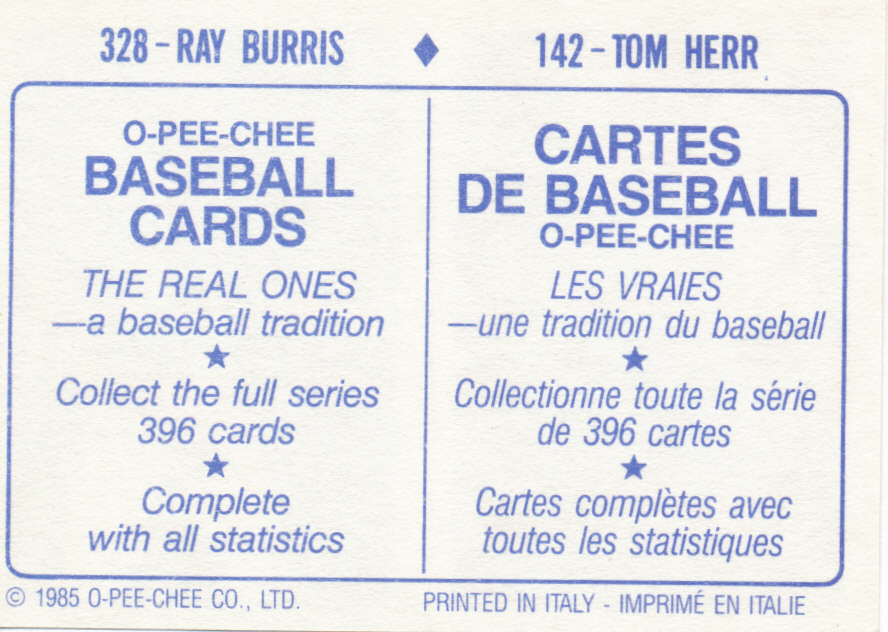 328-RAY BURRIS ♦ 142-TOM HERR
O-PEE-CHEE
BASEBALL
CARDS
THE REAL ONES
—a baseball tradition
★
Collect the full series
396 cards
★
Complete
with all statistics
CARTES
DE BASEBALL
O-PEE-CHEE
LES VRAIES
—une tradition du baseball
★
Collectionne toute la série
de 396 cartes
★
Cartes complètes avec
toutes les statistiques
© 1985 O-PEE-CHEE CO., LTD.
PRINTED IN ITALY - IMPRIMÉ EN ITALIE